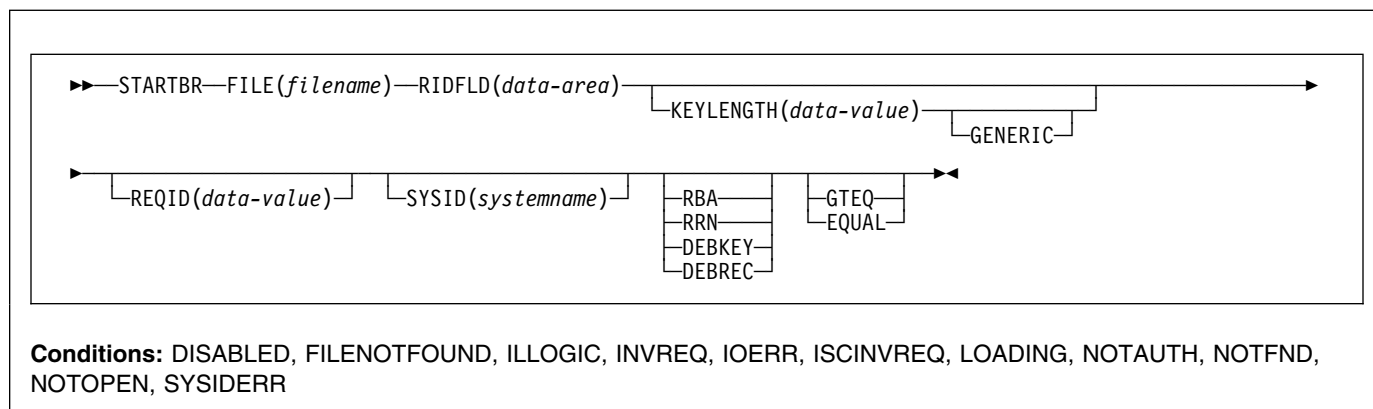 STARTBR FILE(filename) RIDFLD(data-area)
KEYLENGTH(data-value)
GENERIC
REQID(data-value) SYSID(systemname) RBA GTEQ
RRN EQUAL
DEBKEY
DEBREC
Conditions: DISABLED, FILENOTFOUND, ILLOGIC, INVREQ, IOERR, ISCINVREQ, LOADING, NOTAUTH, NOTFND,
NOTOPEN, SYSIDERR